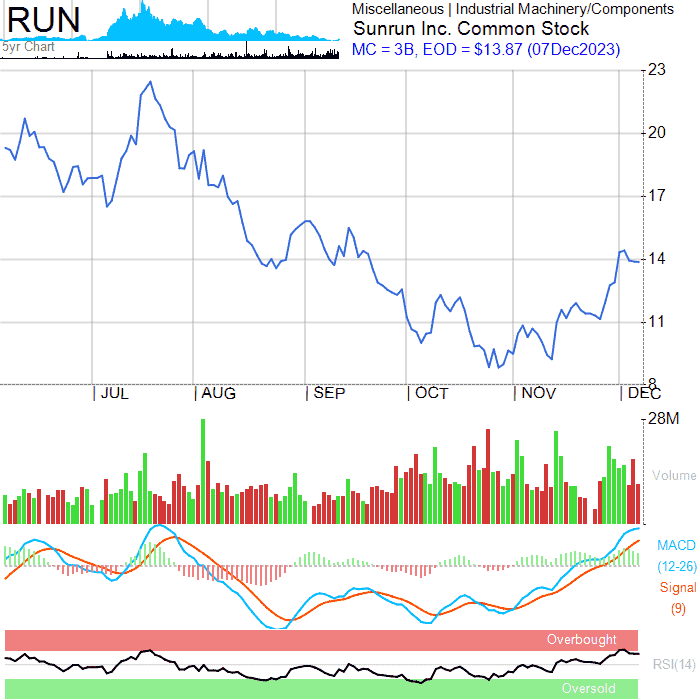 RUN
5yr Chart
Miscellaneous | Industrial Machinery/Components
Sunrun Inc. Common Stock
MC = 3B, EOD = $13.87 (07Dec2023)
23
20
17
14
11
8
JUL
AUG
SEP
OCT
NOV
DEC
28M
Volume
MACD
(12-26)
Signal
(9)
Overbought
RSI(14)
Oversold